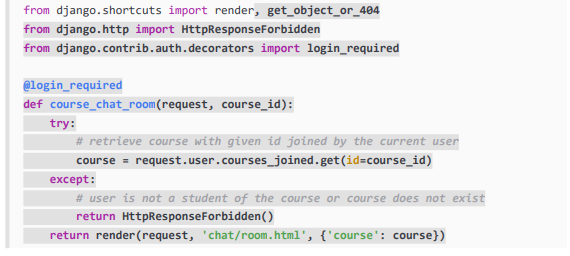 from django.shortcuts import render, get_object_or_404
from django.http import HttpResponseForbidden
from django.contrib.auth.decorators import login_required

@login_required
def course_chat_room(request, course_id):
    try:
        # retrieve course with given id joined by the current user
        course = request.user.courses_joined.get(id=course_id)
    except:
        # user is not a student of the course or course does not exist
        return HttpResponseForbidden()
    return render(request, 'chat/room.html', {'course': course})